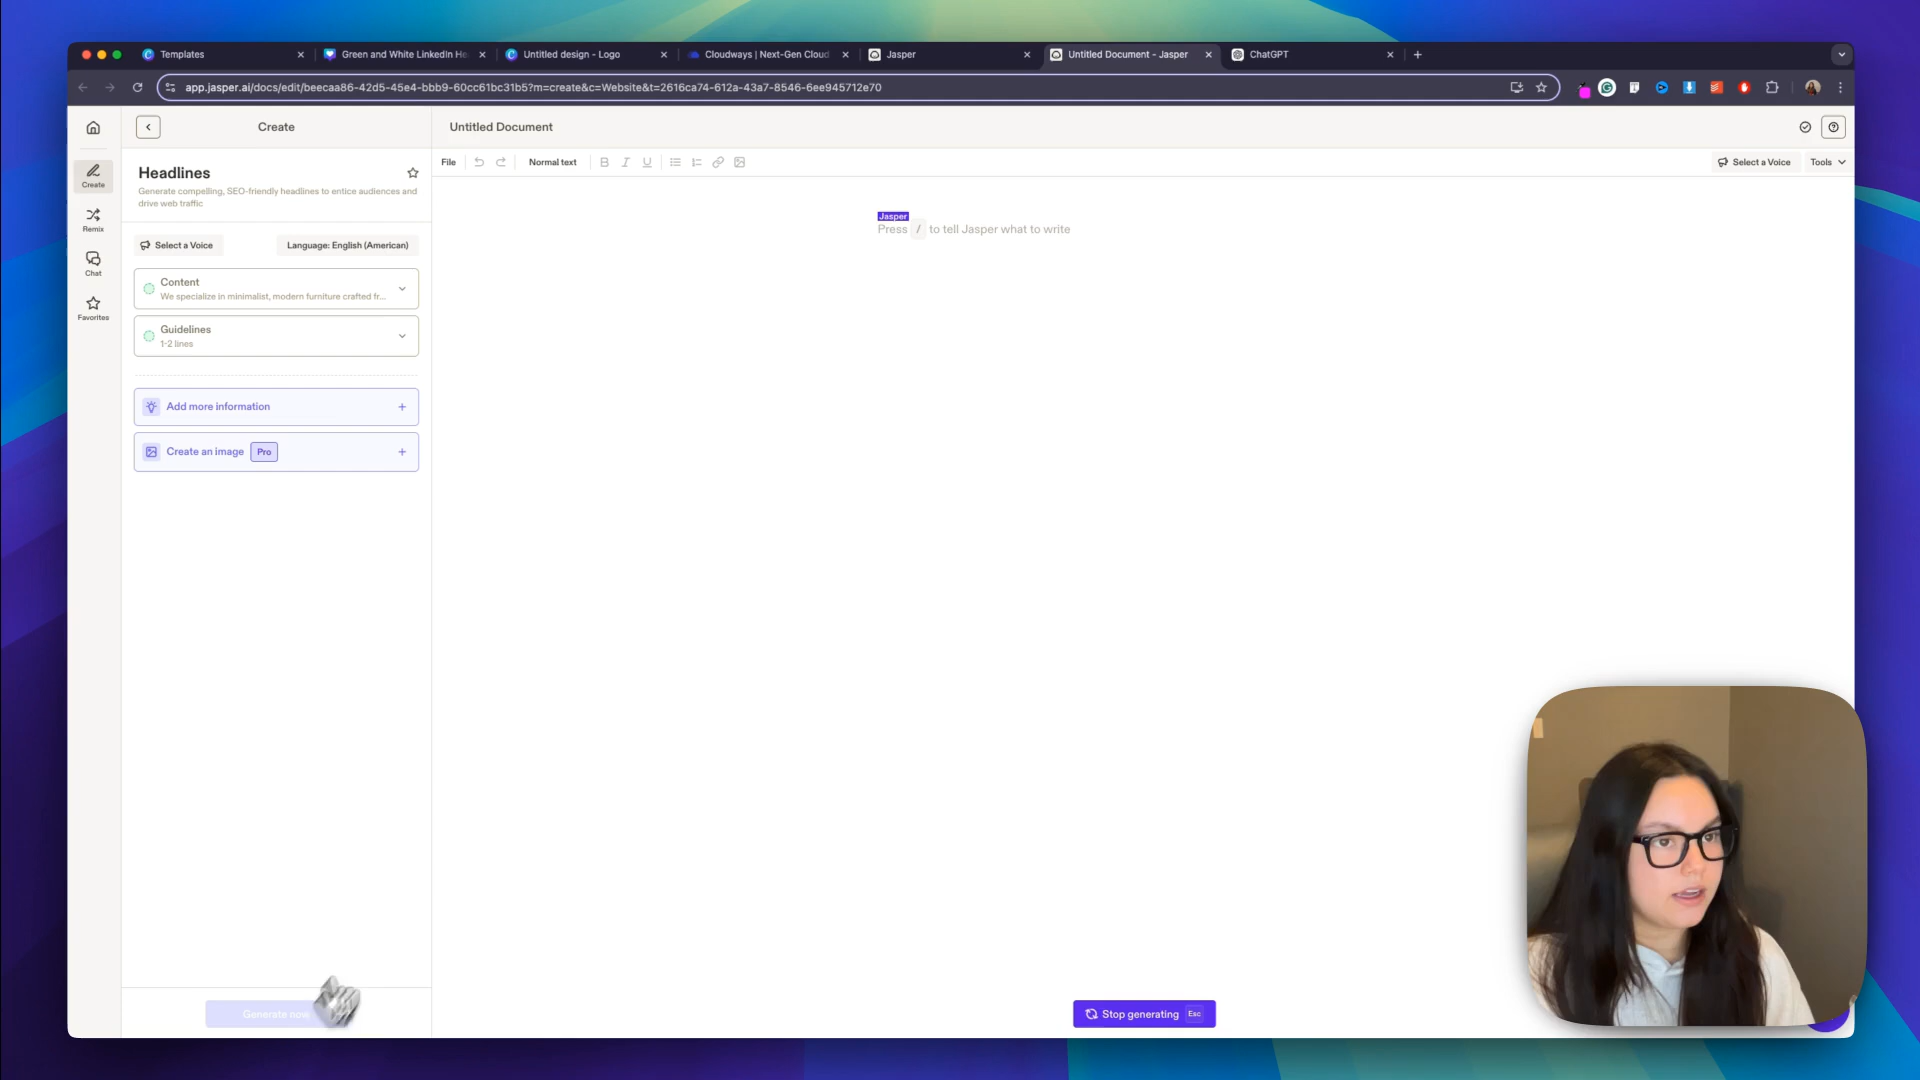 Templates
Green and White LinkedIn He
Untitled design - Logo
Cloudways | Next-Gen Cloud
Jasper
Untitled Document - Jasper
ChatGPT
app.jasper.ai/docs/edit/beecaa86-42d5-45e4-bbb9-60cc61bc31b5?m=create&c=Website&t=2616ca74-612a-43a7-8546-6ee945712e70
Create
Untitled Document
Create
Remix
Chat
Favorites
Headlines
Generate compelling, SEO-friendly headlines to entice audiences and
drive web traffic
Select a Voice
Language: English (American)
Content
We specialize in minimalist, modern furniture crafted fr...
Guidelines
1-2 lines
Add more information
Create an image Pro
Generate now
File
Normal text
B I U
Select a Voice
Tools
Jasper
Press / to tell Jasper what to write
Stop generating Esc